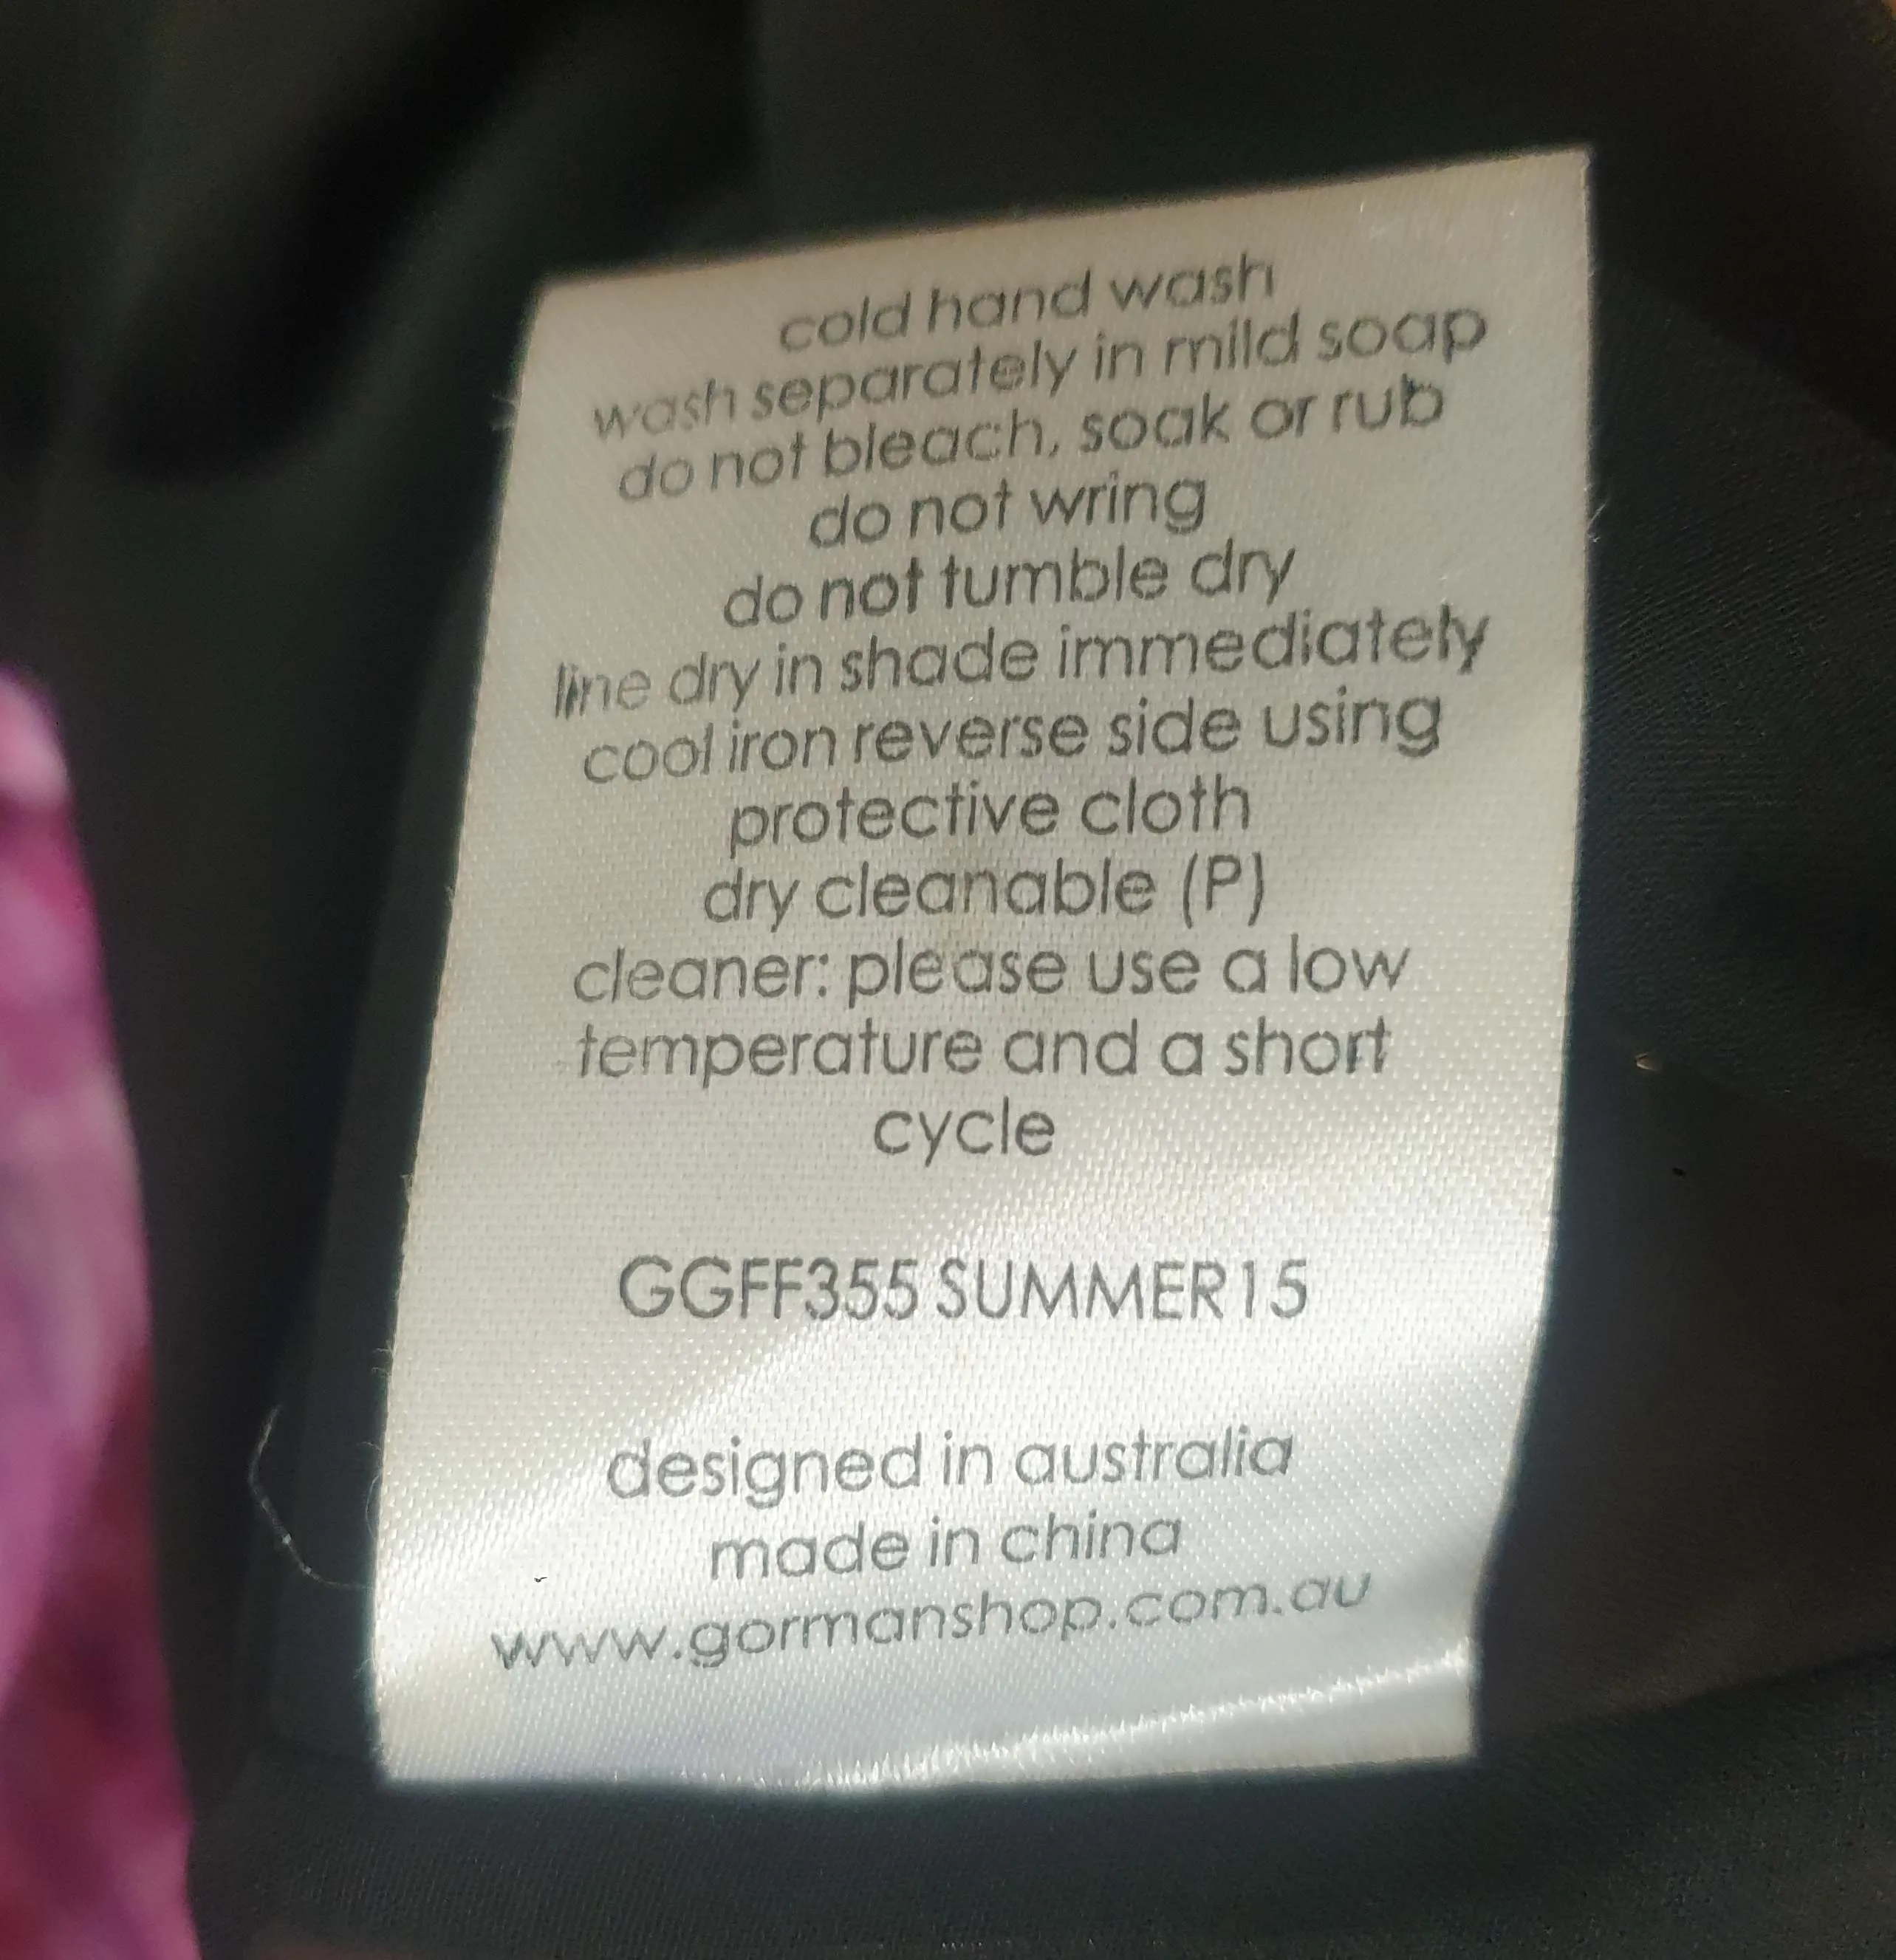 cold hand wash
wash separately in mild soap
do not bleach, soak or rub
do not wring
do not tumble dry
line dry in shade immediately
cool iron reverse side using
protective cloth
dry cleanable (P)
cleaner: please use a low
temperature and a short
cycle
GGFF355 SUMMER15
designed in australia
made in china
www.gormanshop.com.au